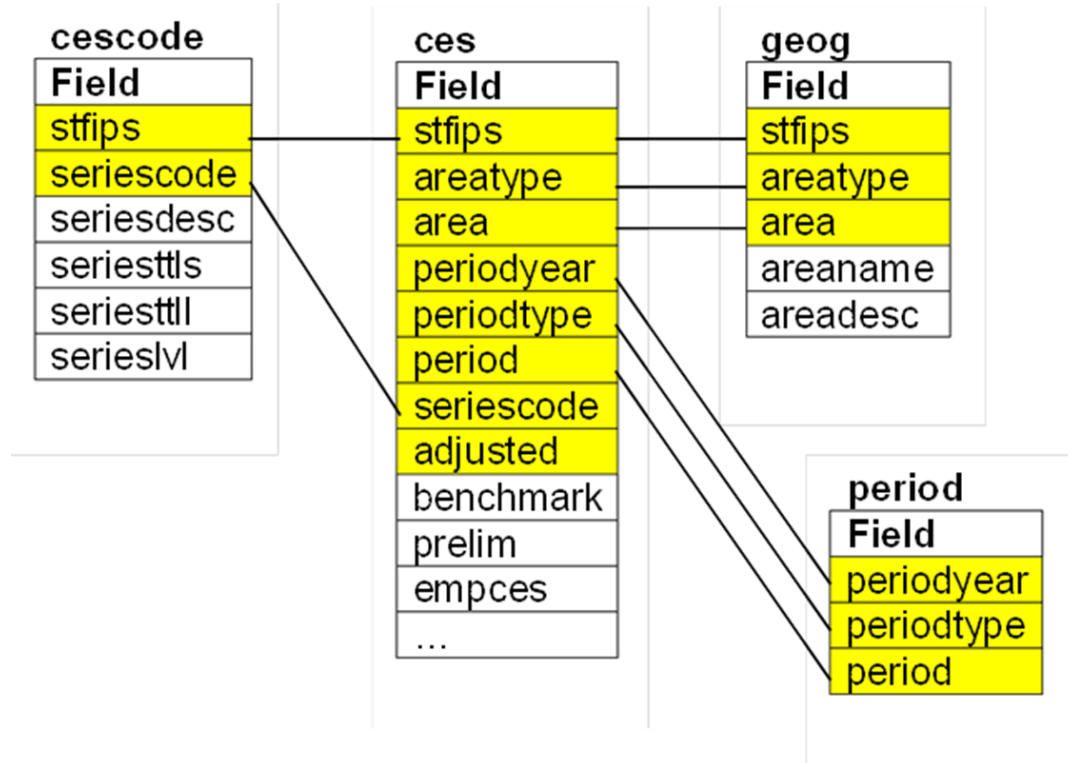 cescode
Field
stfips
seriescode
seriesdesc
seriesttls
seriesttll
serieslvl
ces
Field
stfips
areatype
area
periodyear
periodtype
period
seriescode
adjusted
benchmark
prelim
empces
...
geog
Field
stfips
areatype
area
areaname
areadesc
period
Field
periodyear
periodtype
period